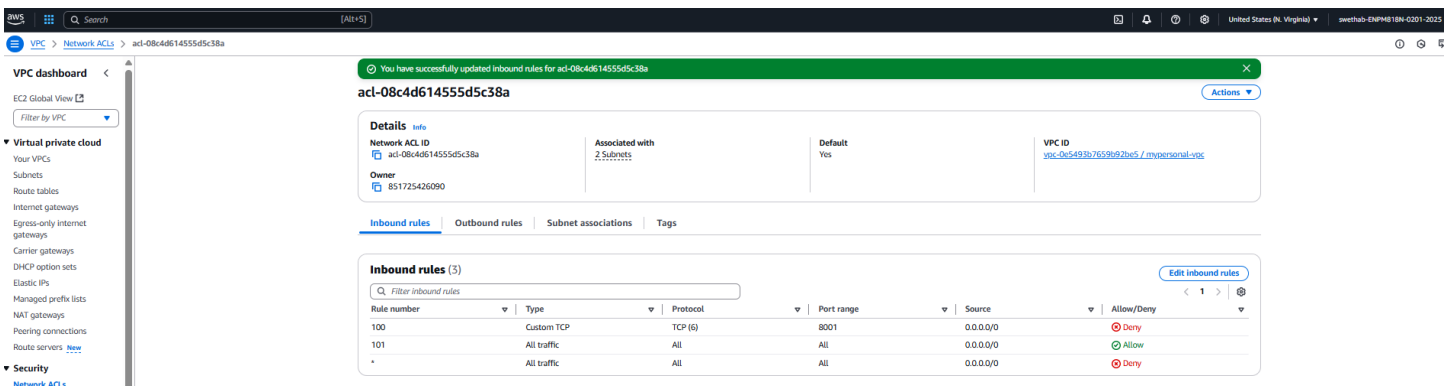 aws
Search [Alt+S] United States (N. Virginia) swethab-ENPM818N-0201-2025
VPC > Network ACLs > acl-08c4d614555d5c38a
VPC dashboard
EC2 Global View
Filter by VPC
Virtual private cloud
Your VPCs
Subnets
Route tables
Internet gateways
Egress-only internet
gateways
Carrier gateways
DHCP option sets
Elastic IPs
Managed prefix lists
NAT gateways
Peering connections
Route servers New
Security
Network ACLs
You have successfully updated inbound rules for acl-08c4d614555d5c38a
acl-08c4d614555d5c38a Actions
Details Info
Network ACL ID Associated with Default VPC ID
acl-08c4d614555d5c38a 2 Subnets Yes vpc-0e5493b7659b92be5 / mypersonal-vpc
Owner
851725426090
Inbound rules Outbound rules Subnet associations Tags
Inbound rules (3) Edit inbound rules
Filter inbound rules < 1 >
Rule number Type Protocol Port range Source Allow/Deny
100 Custom TCP TCP (6) 8001 0.0.0.0/0 Deny
101 All traffic All All 0.0.0.0/0 Allow
* All traffic All All 0.0.0.0/0 Deny